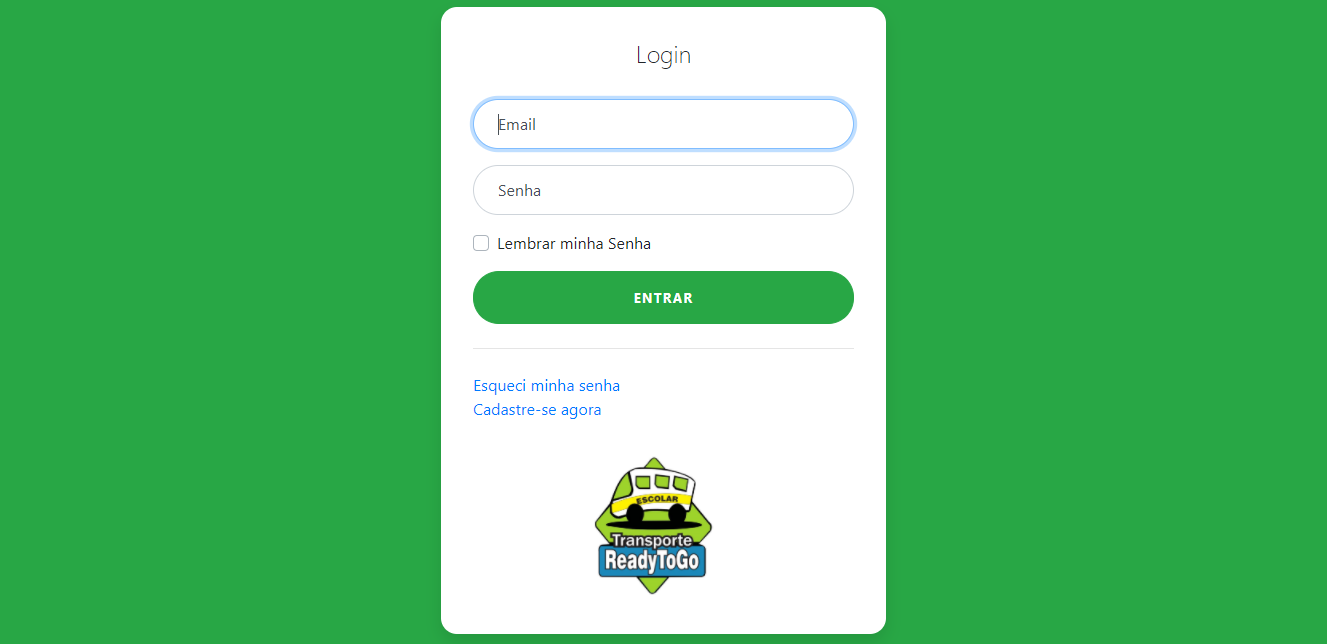 Login
Email
Senha
Lembrar minha Senha
ENTRAR
Esqueci minha senha
Cadastre-se agora
ESCOLAR
Transporte
ReadyToGo